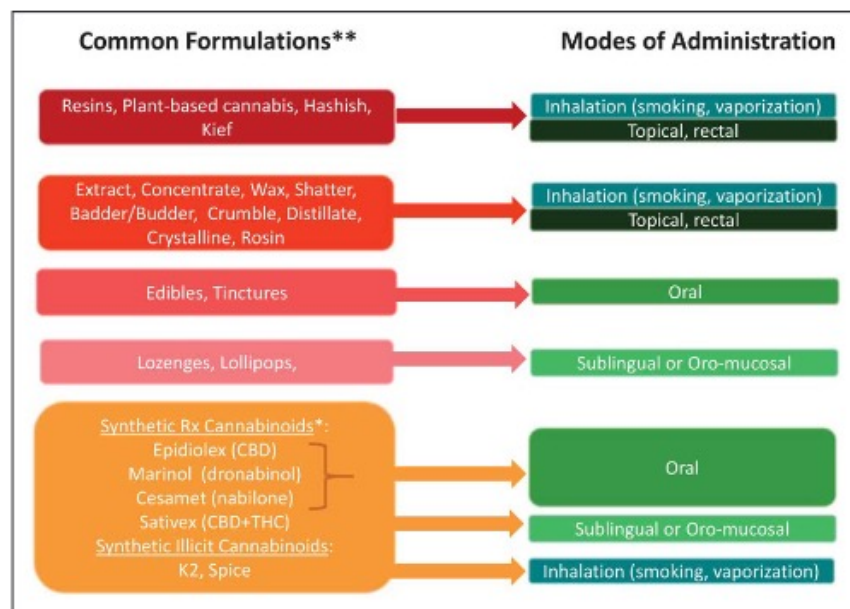 Common Formulations**
Modes of Administration
Resins, Plant-based cannabis, Hashish,
Kief
Inhalation (smoking, vaporization)
Topical, rectal
Extract, Concentrate, Wax, Shatter,
Badder/Budder, Crumble, Distillate,
Crystalline, Rosin
Inhalation (smoking, vaporization)
Topical, rectal
Edibles, Tinctures
Oral
Lozenges, Lollipops,
Sublingual or Oro-mucosal
Synthetic Rx Cannabinoids*:
Epidiolex (CBD)
Marinol (dronabinol)
Cesamet (nabilone)
Oral
Sativex (CBD+THC)
Sublingual or Oro-mucosal
Synthetic Illicit Cannabinoids:
K2, Spice
Inhalation (smoking, vaporization)